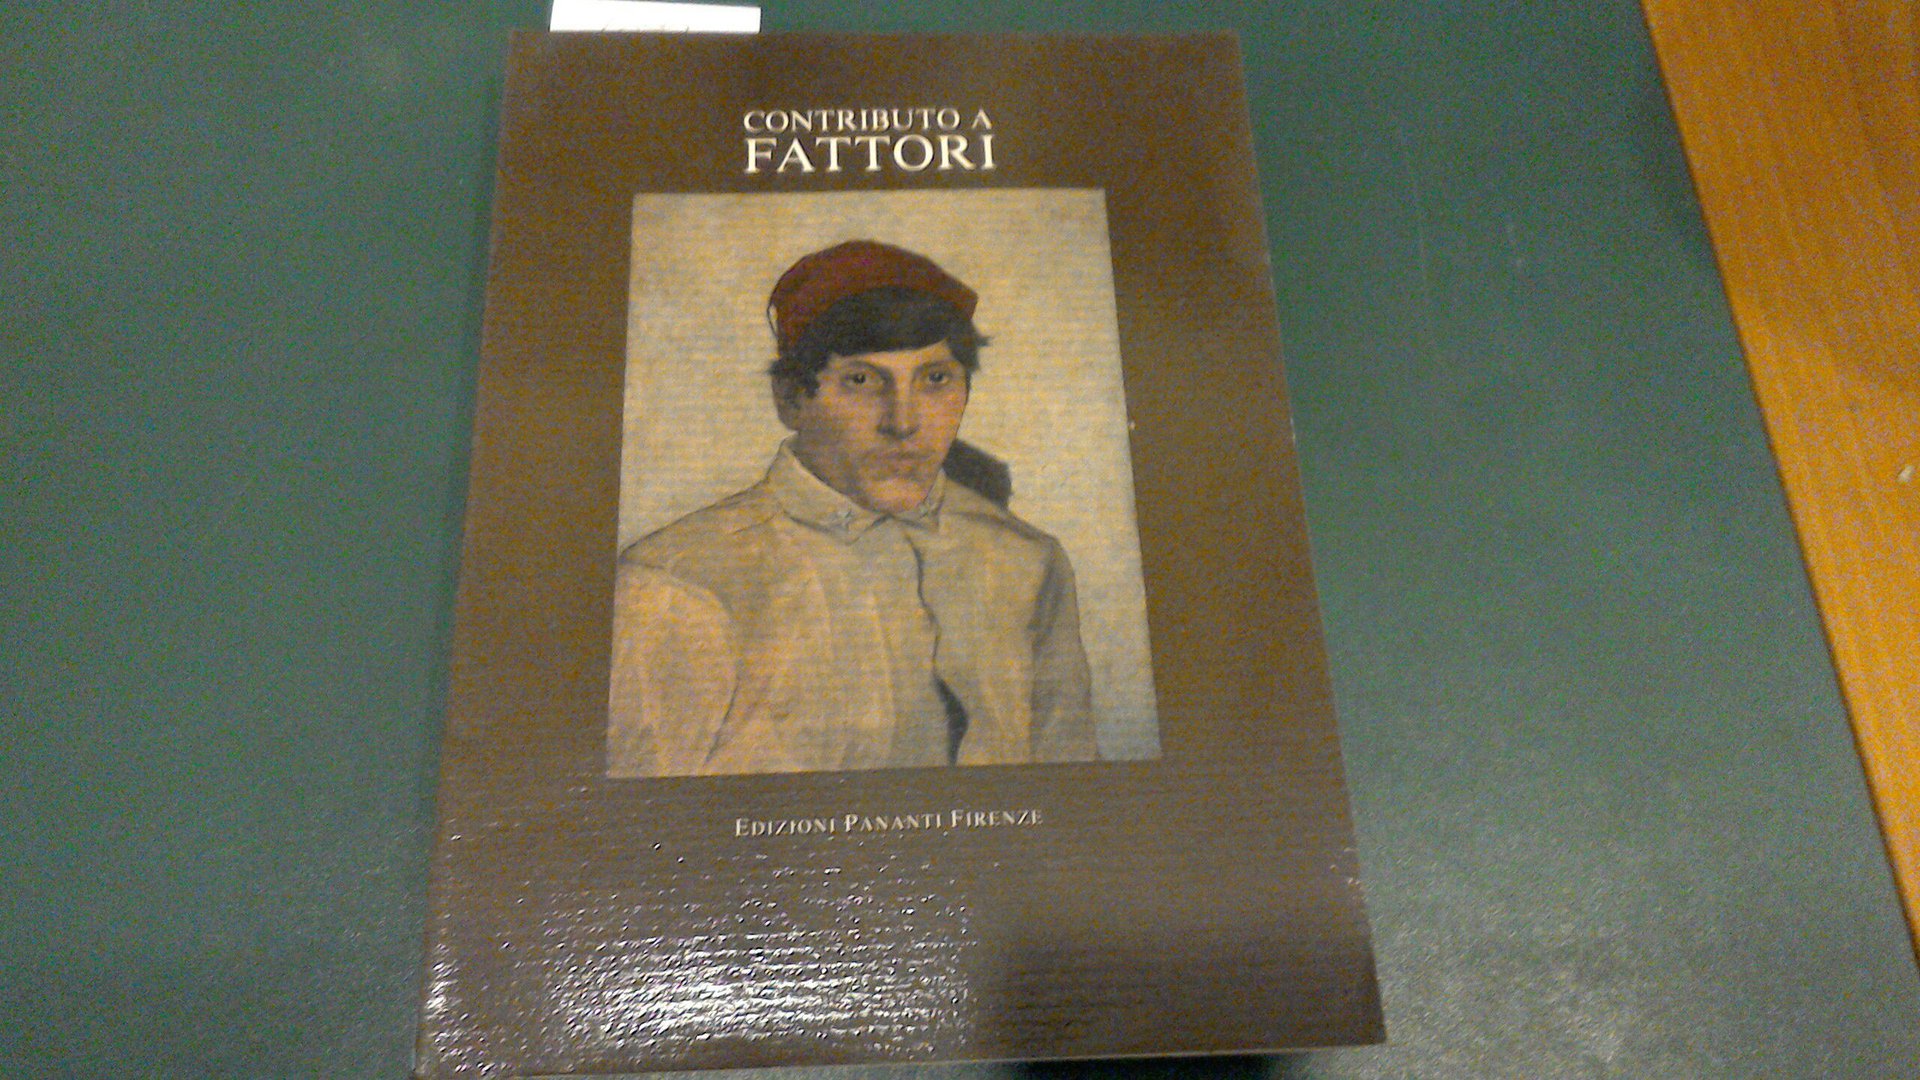 CONTRIBUTO A
FATTORI
EDIZIONI PANANTI FIRENZE